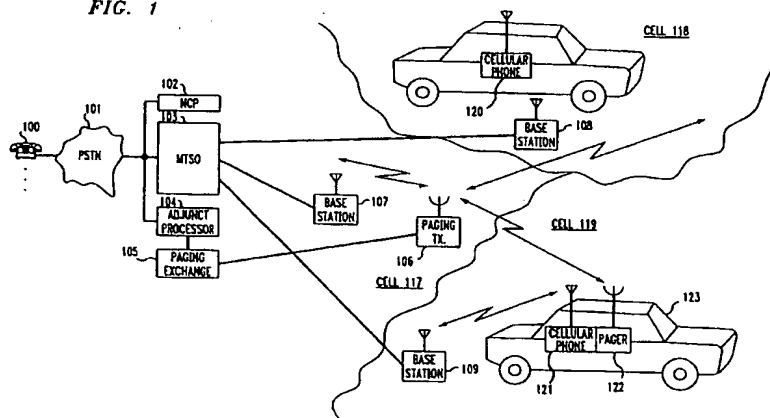 FIG. 1
CELL 118
102
NCP
101
103
100
PSTN
MTSO
CELLULAR
PHONE
120
BASE
STATION
108
104
ADJUNCT
PROCESSOR
BASE
STATION
107
105
PAGING
EXCHANGE
PAGING
TX.
106
CELL 119
CELL 117
123
CELLULAR
PHONE
PAGER
BASE
STATION
109
121
122